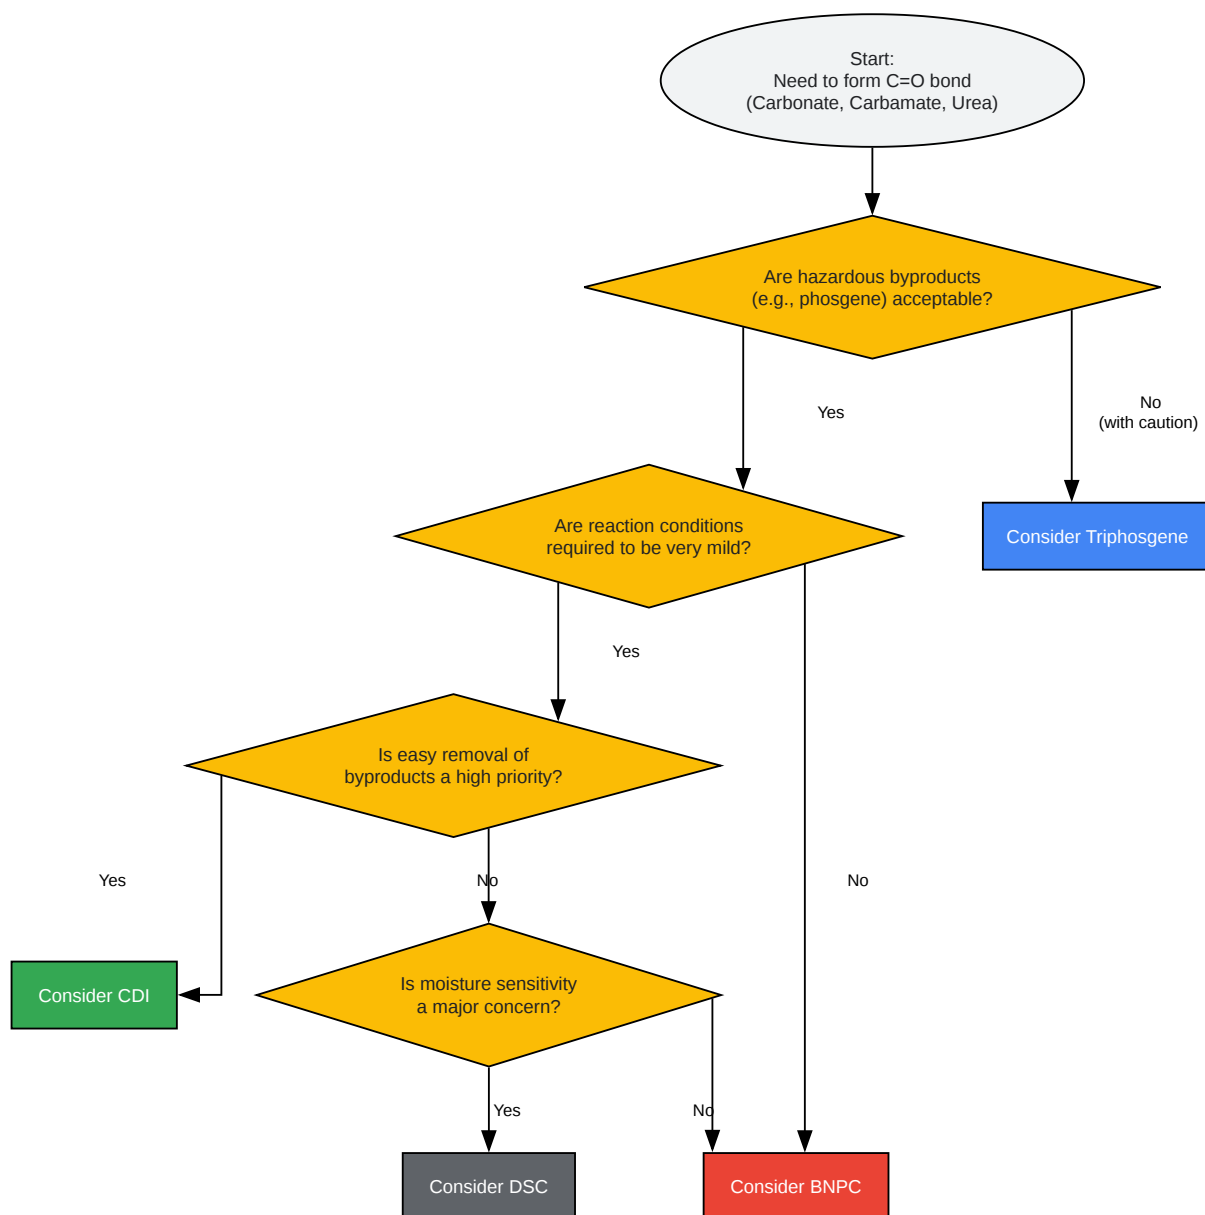 Start:
Need to form C=O bond
(Carbonate, Carbamate, Urea)
Are hazardous byproducts
(e.g., phosgene) acceptable?
Yes
No
(with caution)
Are reaction conditions
required to be very mild?
Consider Triphosgene
Yes
Is easy removal of
byproducts a high priority?
Yes
No
No
Is moisture sensitivity
a major concern?
Consider CDI
Yes
No
Consider DSC
Consider BNPC